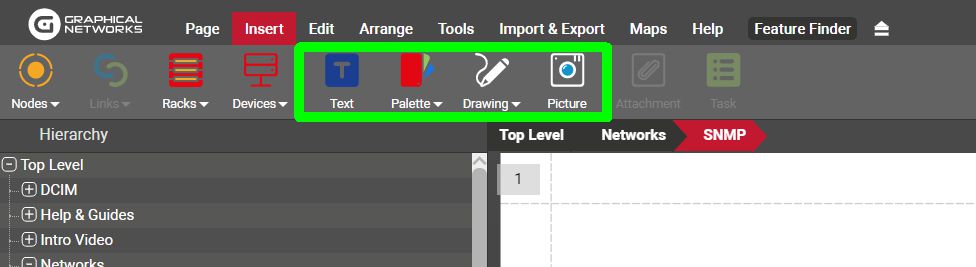 GRAPHICAL
NETWORKS
Page Insert Edit Arrange Tools Import & Export Maps Help Feature Finder
T
Nodes Links Racks Devices Text Palette Drawing Picture Attachment Task
Hierarchy
Top Level Networks SNMP
Top Level
1
DCIM
Help & Guides
Intro Video
Networks